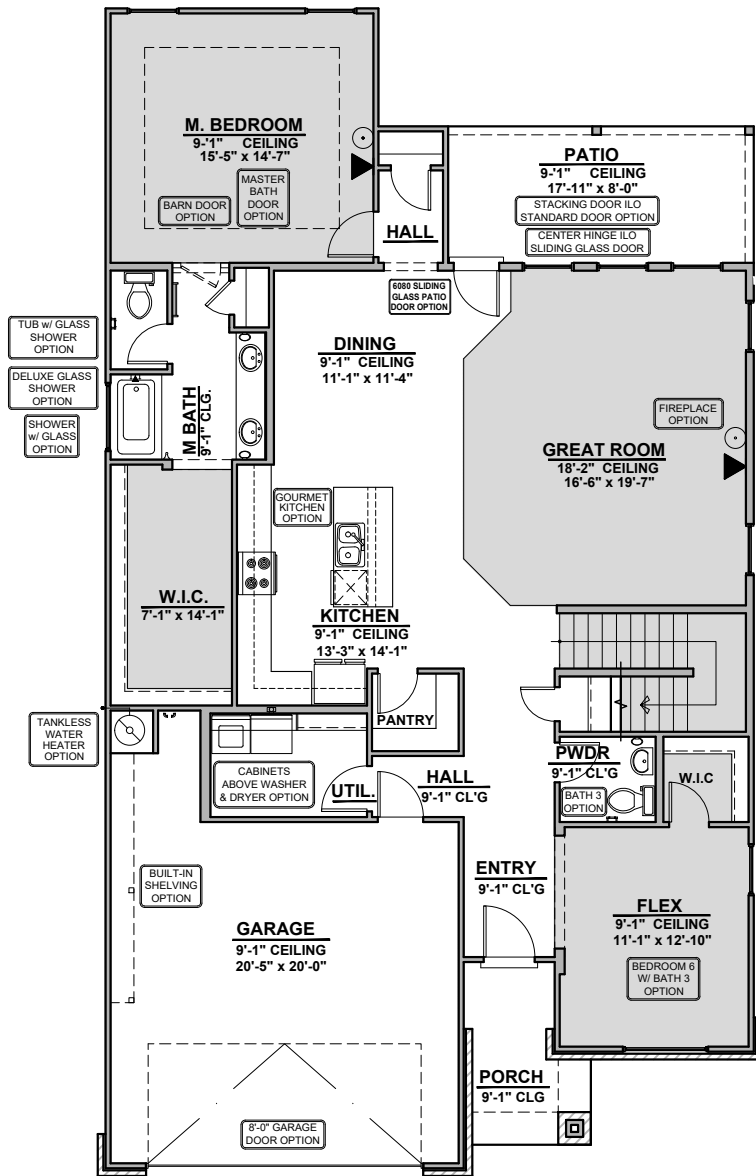 M. BEDROOM
9-'1" CEILING
15'-5" x 14'-7"
BARN DOOR
OPTION
MASTER
BATH
DOOR
OPTION
HALL
PATIO
9-'1" CEILING
17'-11" x 8'-0"
STACKING DOOR ILO
STANDARD DOOR OPTION
CENTER HINGE ILO
SLIDING GLASS DOOR
6080 SLIDING
GLASS PATIO
DOOR OPTION
TUB w/ GLASS
SHOWER
OPTION
DELUXE GLASS
SHOWER
OPTION
SHOWER
w/ GLASS
OPTION
M BATH
9'-1" CLG.
DINING
9'-1" CEILING
11'-1" x 11'-4"
FIREPLACE
OPTION
GREAT ROOM
18'-2" CEILING
16'-6" x 19'-7"
GOURMET
KITCHEN
OPTION
W.I.C.
7'-1" x 14'-1"
KITCHEN
9'-1" CEILING
13'-3" x 14'-1"
TANKLESS
WATER
HEATER
OPTION
PANTRY
CABINETS
ABOVE WASHER
& DRYER OPTION
UTIL.
HALL
9'-1" CL'G
PWDR
9'-1" CL'G
BATH 3
OPTION
W.I.C
BUILT-IN
SHELVING
OPTION
ENTRY
9'-1" CL'G
FLEX
9'-1" CEILING
11'-1" x 12'-10"
BEDROOM 6
W/ BATH 3
OPTION
GARAGE
9'-1" CEILING
20'-5" x 20'-0"
PORCH
9'-1" CLG
8'-0" GARAGE
DOOR OPTION